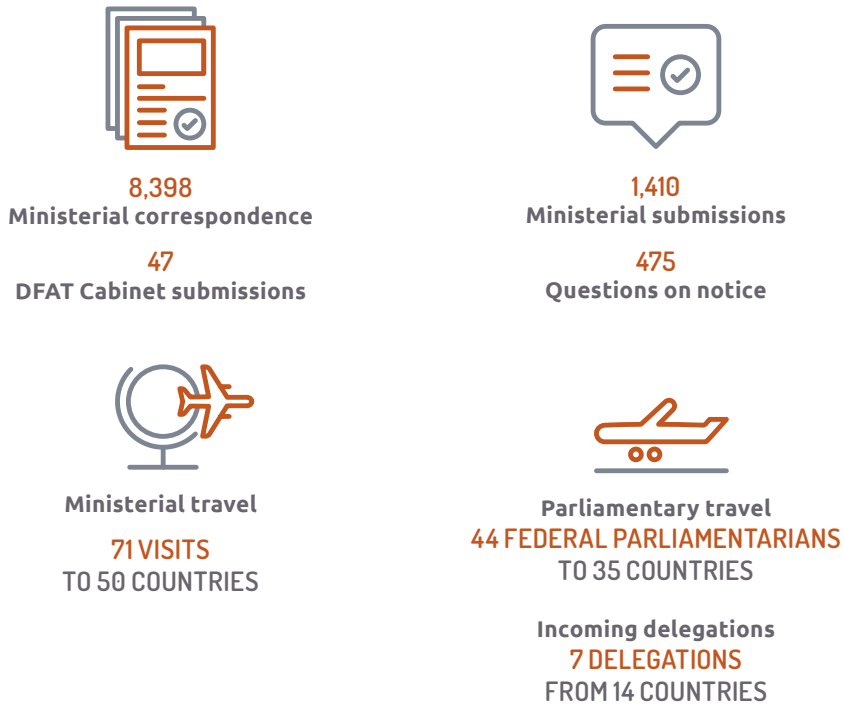 8,398
Ministerial correspondence
47
DFAT Cabinet submissions
1,410
Ministerial submissions
475
Questions on notice
Ministerial travel
71 VISITS
TO 50 COUNTRIES
Parliamentary travel
44 FEDERAL PARLIAMENTARIANS
TO 35 COUNTRIES
Incoming delegations
7 DELEGATIONS
FROM 14 COUNTRIES